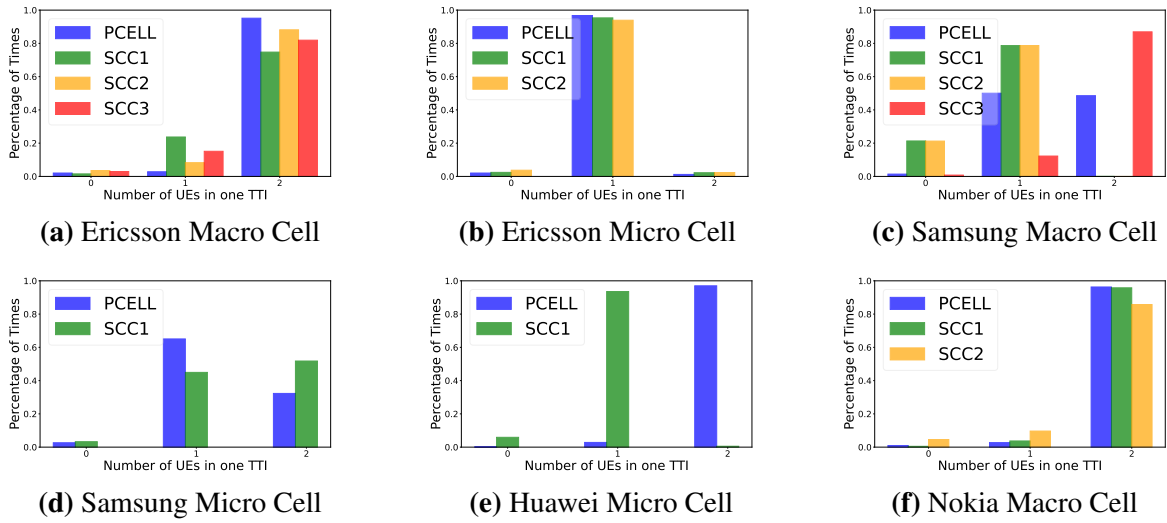 Percentage of Times
1.0
0.8
0.6
0.4
0.2
0.0
PCELL
SCC1
SCC2
SCC3
0 1 2
Number of UEs in one TTI
(a) Ericsson Macro Cell
Percentage of Times
1.0
0.8
0.6
0.4
0.2
0.0
PCELL
SCC1
SCC2
0 1 2
Number of UEs in one TTI
(b) Ericsson Micro Cell
Percentage of Times
1.0
0.8
0.6
0.4
0.2
0.0
PCELL
SCC1
SCC2
SCC3
0 1 2
Number of UEs in one TTI
(c) Samsung Macro Cell
Percentage of Times
1.0
0.8
0.6
0.4
0.2
0.0
PCELL
SCC1
0 1 2
Number of UEs in one TTI
(d) Samsung Micro Cell
Percentage of Times
1.0
0.8
0.6
0.4
0.2
0.0
PCELL
SCC1
0 1 2
Number of UEs in one TTI
(e) Huawei Micro Cell
Percentage of Times
1.0
0.8
0.6
0.4
0.2
0.0
PCELL
SCC1
SCC2
0 1 2
Number of UEs in one TTI
(f) Nokia Macro Cell